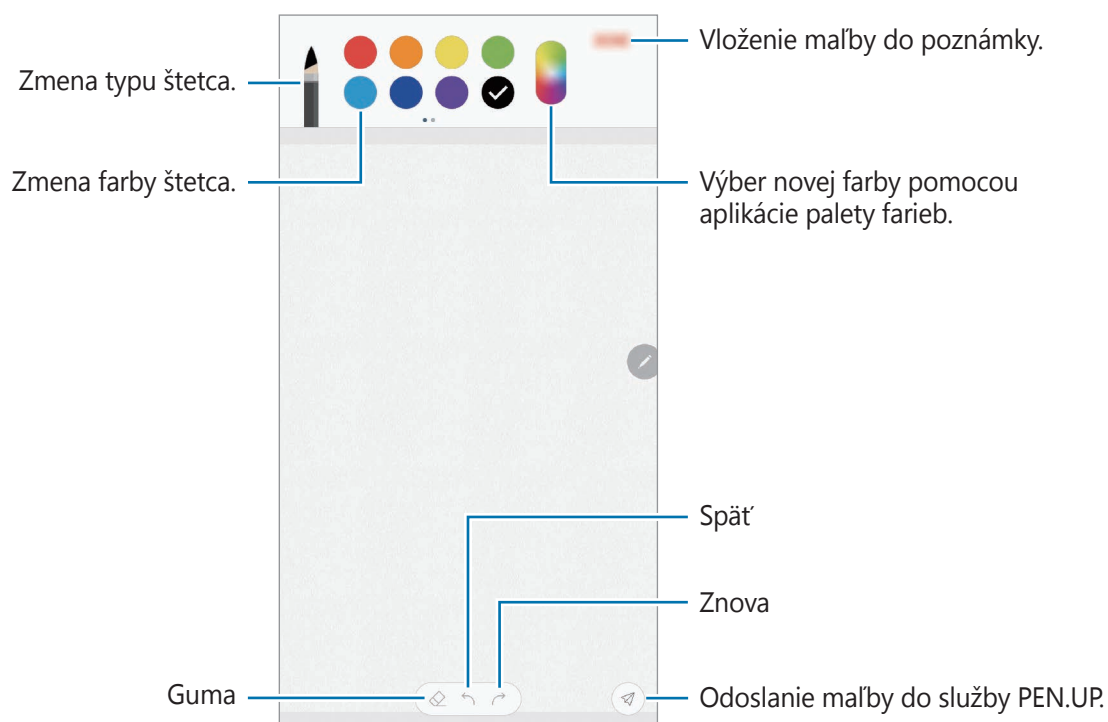 Vloženie maľby do poznámky.
Zmena typu štetca.
Zmena farby štetca.
Výber novej farby pomocou
aplikácie palety farieb.
Späť
Znova
Guma
Odoslanie maľby do služby PEN.UP.